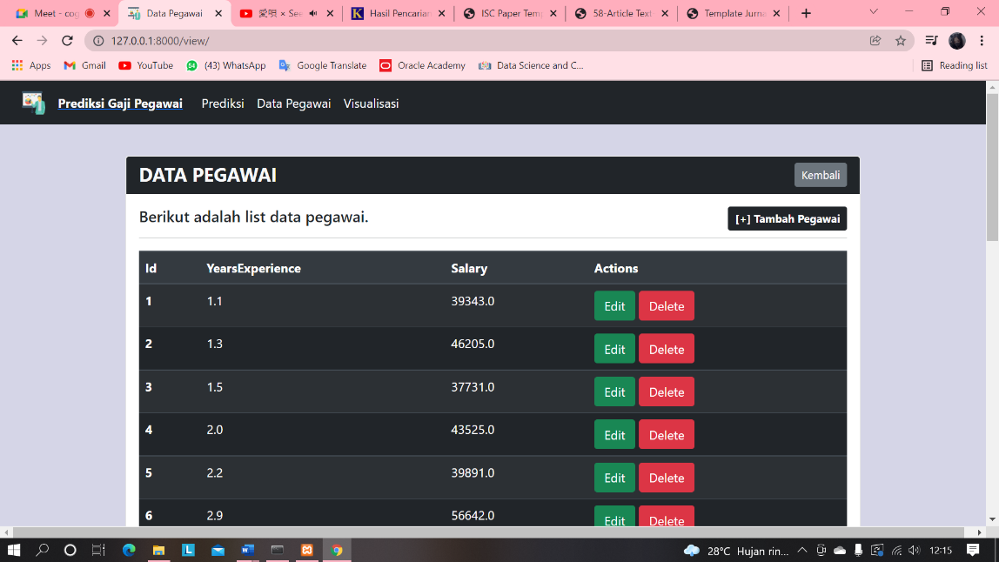 Meet - cog
Data Pegawai
愛唄 × See
Hasil Pencarian
ISC Paper Temp
58-Article Text
Template Jurna
127.0.0.1:8000/view/
Apps
Gmail
YouTube
54
(43) WhatsApp
Google Translate
Oracle Academy
Data Science and C...
Reading list
Prediksi Gaji Pegawai
Prediksi
Data Pegawai
Visualisasi
DATA PEGAWAI
Kembali
Berikut adalah list data pegawai.
[+] Tambah Pegawai
Id YearsExperience Salary Actions
1 1.1 39343.0 Edit Delete
2 1.3 46205.0 Edit Delete
3 1.5 37731.0 Edit Delete
4 2.0 43525.0 Edit Delete
5 2.2 39891.0 Edit Delete
6 2.9 56642.0 Edit Delete
28°C Hujan rin...
12:15